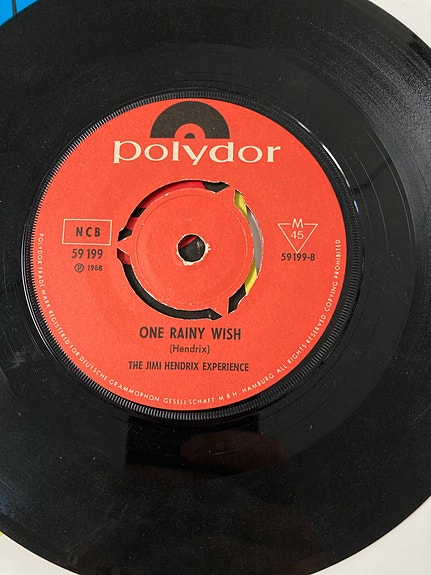 polydor
NCB
59 199
℗ 1968
M
45
59199-B
ONE RAINY WISH
(Hendrix)
THE JIMI HENDRIX EXPERIENCE
POLYDOR TRADE MARK REGISTERED FOR DEUTSCHE GRAMMOPHON GESELLSCHAFT M B H. HAMBURG ALL RIGHTS RESERVED COPYING PROHIBITED